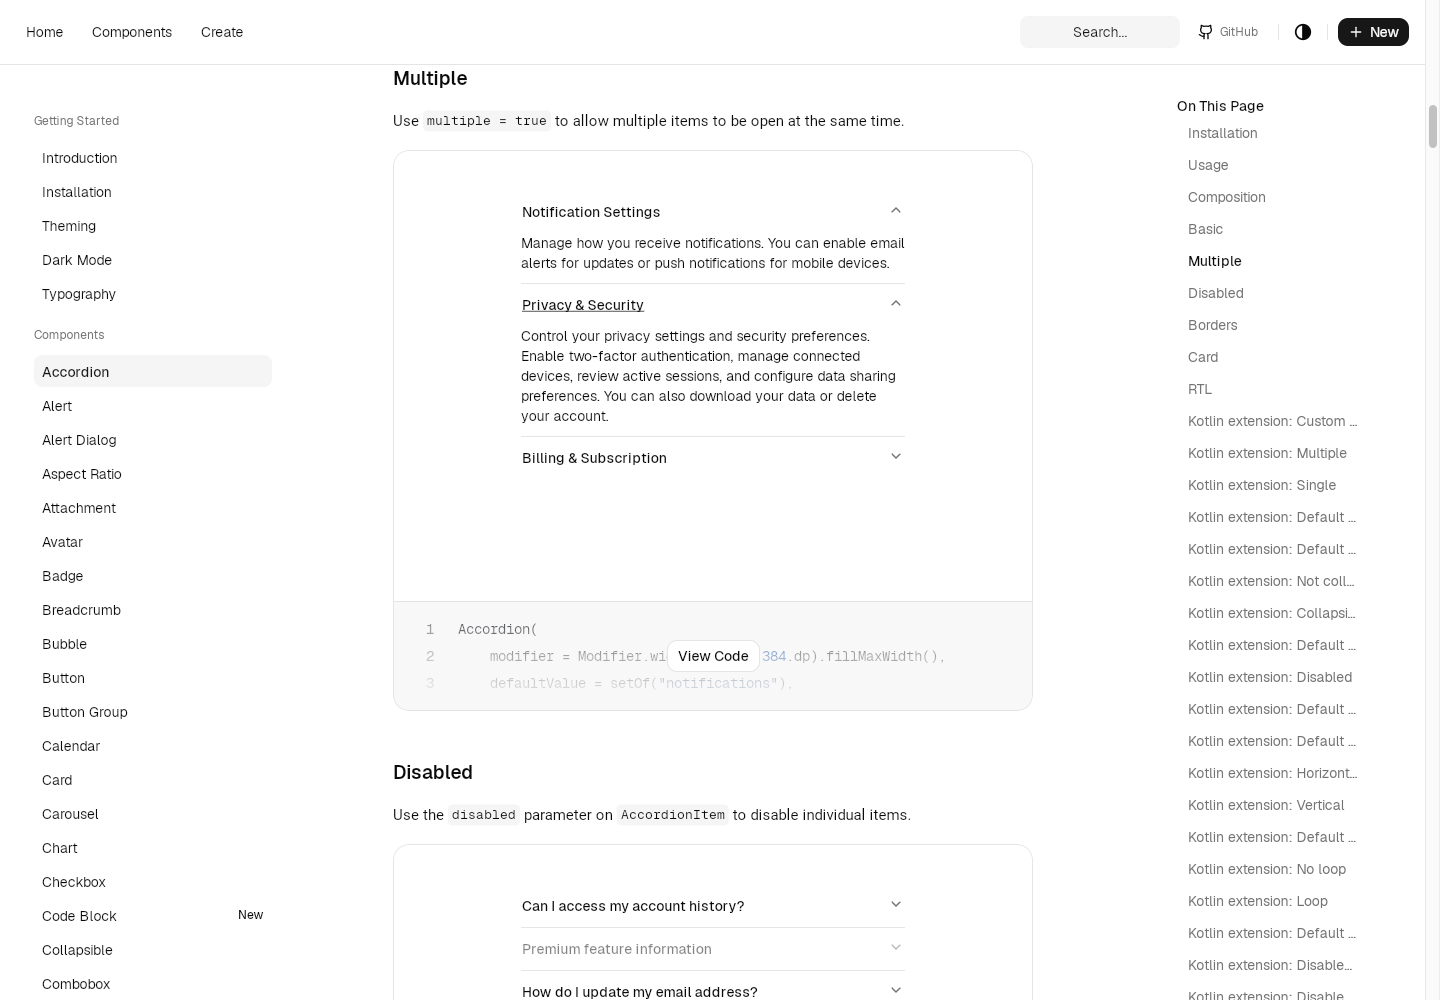 Home
Components
Create
Search...
GitHub
New
Getting Started
Introduction
Installation
Theming
Dark Mode
Typography
Components
Accordion
Alert
Alert Dialog
Aspect Ratio
Attachment
Avatar
Badge
Breadcrumb
Bubble
Button
Button Group
Calendar
Card
Carousel
Chart
Checkbox
Code Block New
Collapsible
Combobox
Multiple
Use multiple = true to allow multiple items to be open at the same time.
Notification Settings
Manage how you receive notifications. You can enable email
alerts for updates or push notifications for mobile devices.
Privacy & Security
Control your privacy settings and security preferences.
Enable two-factor authentication, manage connected
devices, review active sessions, and configure data sharing
preferences. You can also download your data or delete
your account.
Billing & Subscription
1 Accordion(
2 modifier = Modifier.wi 384.dp).fillMaxWidth(),
View Code
3 defaultValue = setOf("notifications"),
Disabled
Use the disabled parameter on AccordionItem to disable individual items.
Can I access my account history?
Premium feature information
How do I update my email address?
On This Page
Installation
Usage
Composition
Basic
Multiple
Disabled
Borders
Card
RTL
Kotlin extension: Custom ...
Kotlin extension: Multiple
Kotlin extension: Single
Kotlin extension: Default ...
Kotlin extension: Default ...
Kotlin extension: Not coll...
Kotlin extension: Collapsi...
Kotlin extension: Default ...
Kotlin extension: Disabled
Kotlin extension: Default ...
Kotlin extension: Default ...
Kotlin extension: Horizont...
Kotlin extension: Vertical
Kotlin extension: Default ...
Kotlin extension: No loop
Kotlin extension: Loop
Kotlin extension: Default ...
Kotlin extension: Disable...
Kotlin extension: Disable...